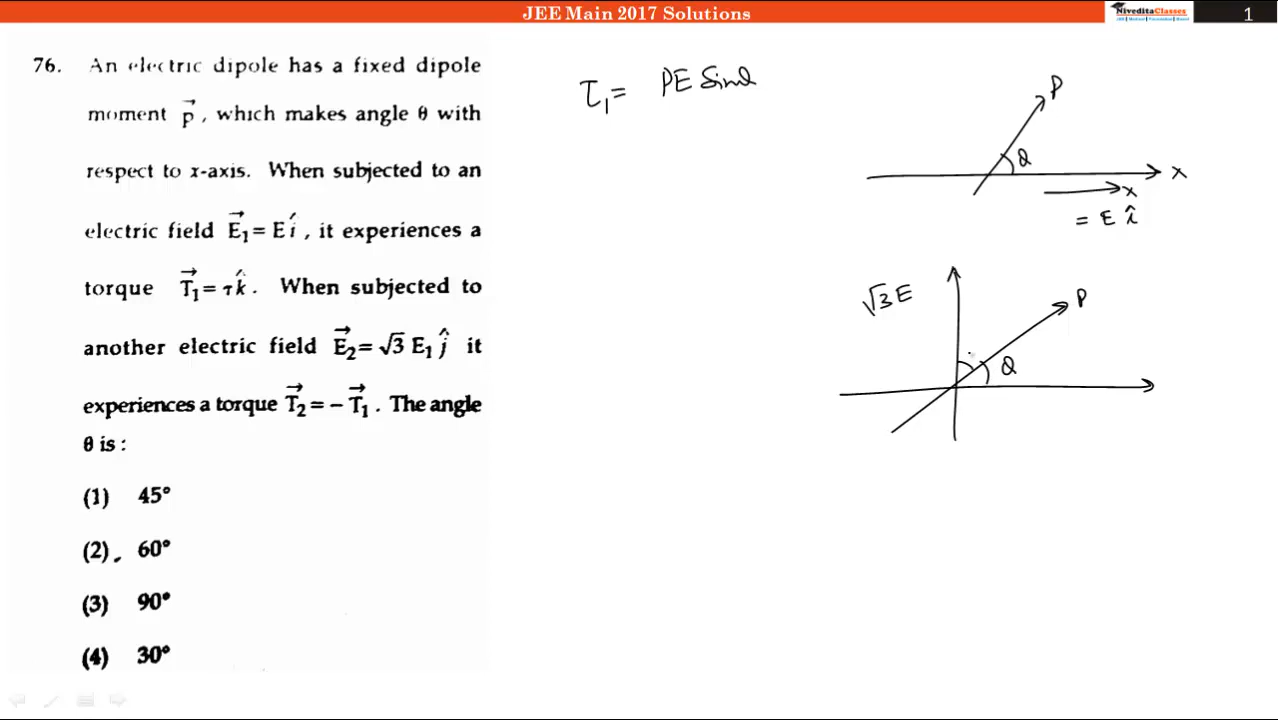 JEE Main 2017 Solutions
NiveditaClasses
1
76. An electric dipole has a fixed dipole
moment p⃗, which makes angle θ with
respect to x-axis. When subjected to an
electric field E⃗₁ = E î, it experiences a
torque T⃗₁ = τ k̂. When subjected to
another electric field E⃗₂ = √3 E₁ ĵ it
experiences a torque T⃗₂ = − T⃗₁. The angle
θ is :
(1) 45°
(2) 60°
(3) 90°
(4) 30°
τ₁ = PE Sinθ
P
θ
x
x
= E î
√3 E
P
θ